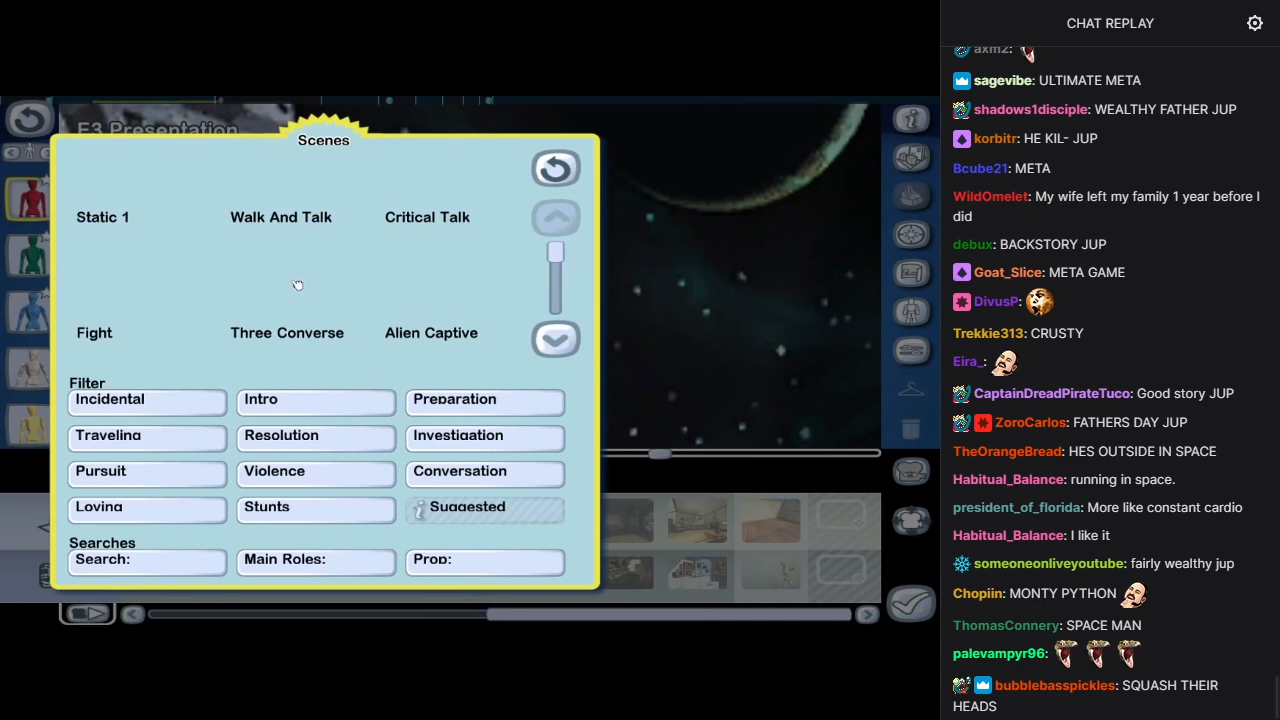 E3 Presentation
Scenes
Static 1
Walk And Talk
Critical Talk
Fight
Three Converse
Alien Captive
Filter
Incidental
Intro
Preparation
Traveling
Resolution
Investigation
Pursuit
Violence
Conversation
Loving
Stunts
Suggested
Searches
Search:
Main Roles:
Prop:
CHAT REPLAY
axm2:
sagevibe: ULTIMATE META
shadows1disciple: WEALTHY FATHER JUP
korbitr: HE KIL- JUP
Bcube21: META
WildOmelet: My wife left my family 1 year before I
did
debux: BACKSTORY JUP
Goat_Slice: META GAME
DivusP:
Trekkie313: CRUSTY
Eira_:
CaptainDreadPirateTuco: Good story JUP
ZoroCarlos: FATHERS DAY JUP
TheOrangeBread: HES OUTSIDE IN SPACE
Habitual_Balance: running in space.
president_of_florida: More like constant cardio
Habitual_Balance: I like it
someoneonliveyoutube: fairly wealthy jup
Chopiin: MONTY PYTHON
ThomasConnery: SPACE MAN
palevampyr96:
bubblebasspickles: SQUASH THEIR
HEADS